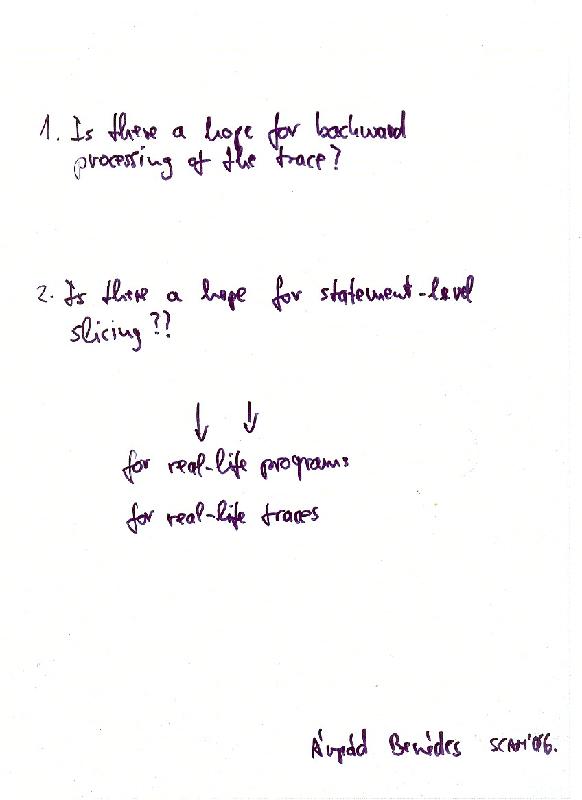 1. Is there a hope for backward
processing of the trace?
2. Is there a hope for statement-level
slicing??
↓ ↓
for real-life programs
for real-life traces
Árpád Beszédes SCAM'06.